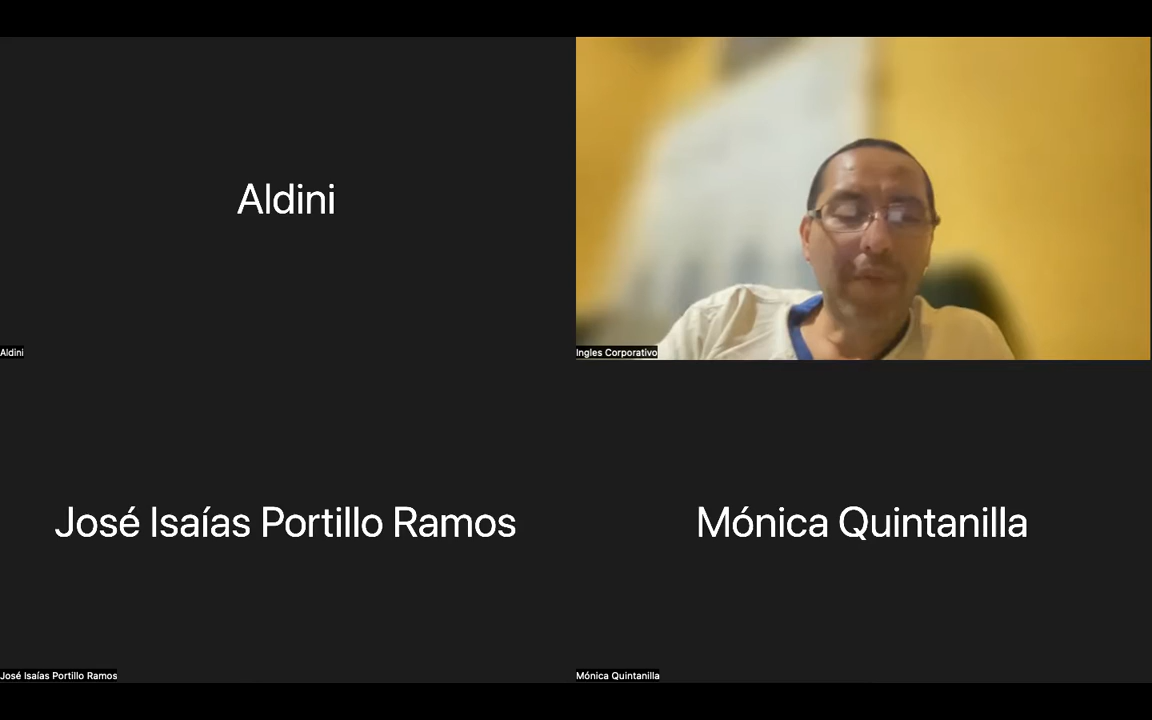 Aldini
Aldini
Ingles Corporativo
José Isaías Portillo Ramos
Mónica Quintanilla
José Isaías Portillo Ramos
Mónica Quintanilla